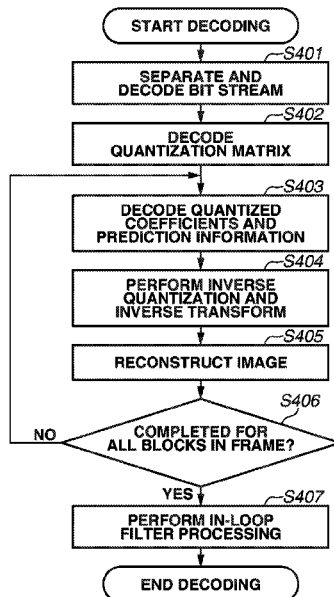 START DECODING
S401
SEPARATE AND
DECODE BIT STREAM
S402
DECODE
QUANTIZATION MATRIX
S403
DECODE QUANTIZED
COEFFICIENTS AND
PREDICTION INFORMATION
S404
PERFORM INVERSE
QUANTIZATION AND
INVERSE TRANSFORM
S405
RECONSTRUCT IMAGE
S406
COMPLETED FOR
ALL BLOCKS IN FRAME?
NO
YES
S407
PERFORM IN-LOOP
FILTER PROCESSING
END DECODING